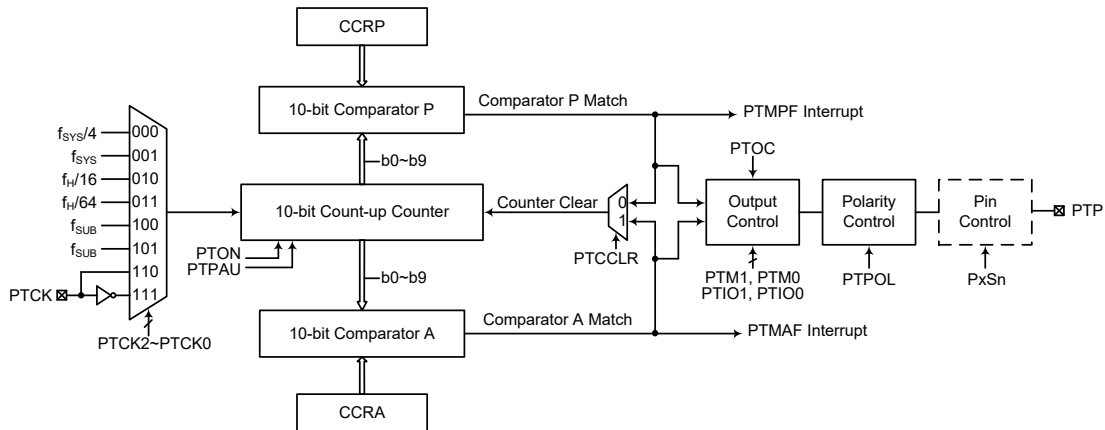 CCRP
10-bit Comparator P
Comparator P Match
PTMPF Interrupt
fSYS/4
000
fSYS
001
fH/16
010
fH/64
011
fSUB
100
fSUB
101
110
111
PTCK
PTCK2~PTCK0
b0~b9
10-bit Count-up Counter
PTON
PTPAU
b0~b9
Counter Clear
0
1
PTCCLR
PTOC
Output
Control
PTM1, PTM0
PTIO1, PTIO0
Polarity
Control
PTPOL
Pin
Control
PxSn
PTP
10-bit Comparator A
Comparator A Match
PTMAF Interrupt
CCRA